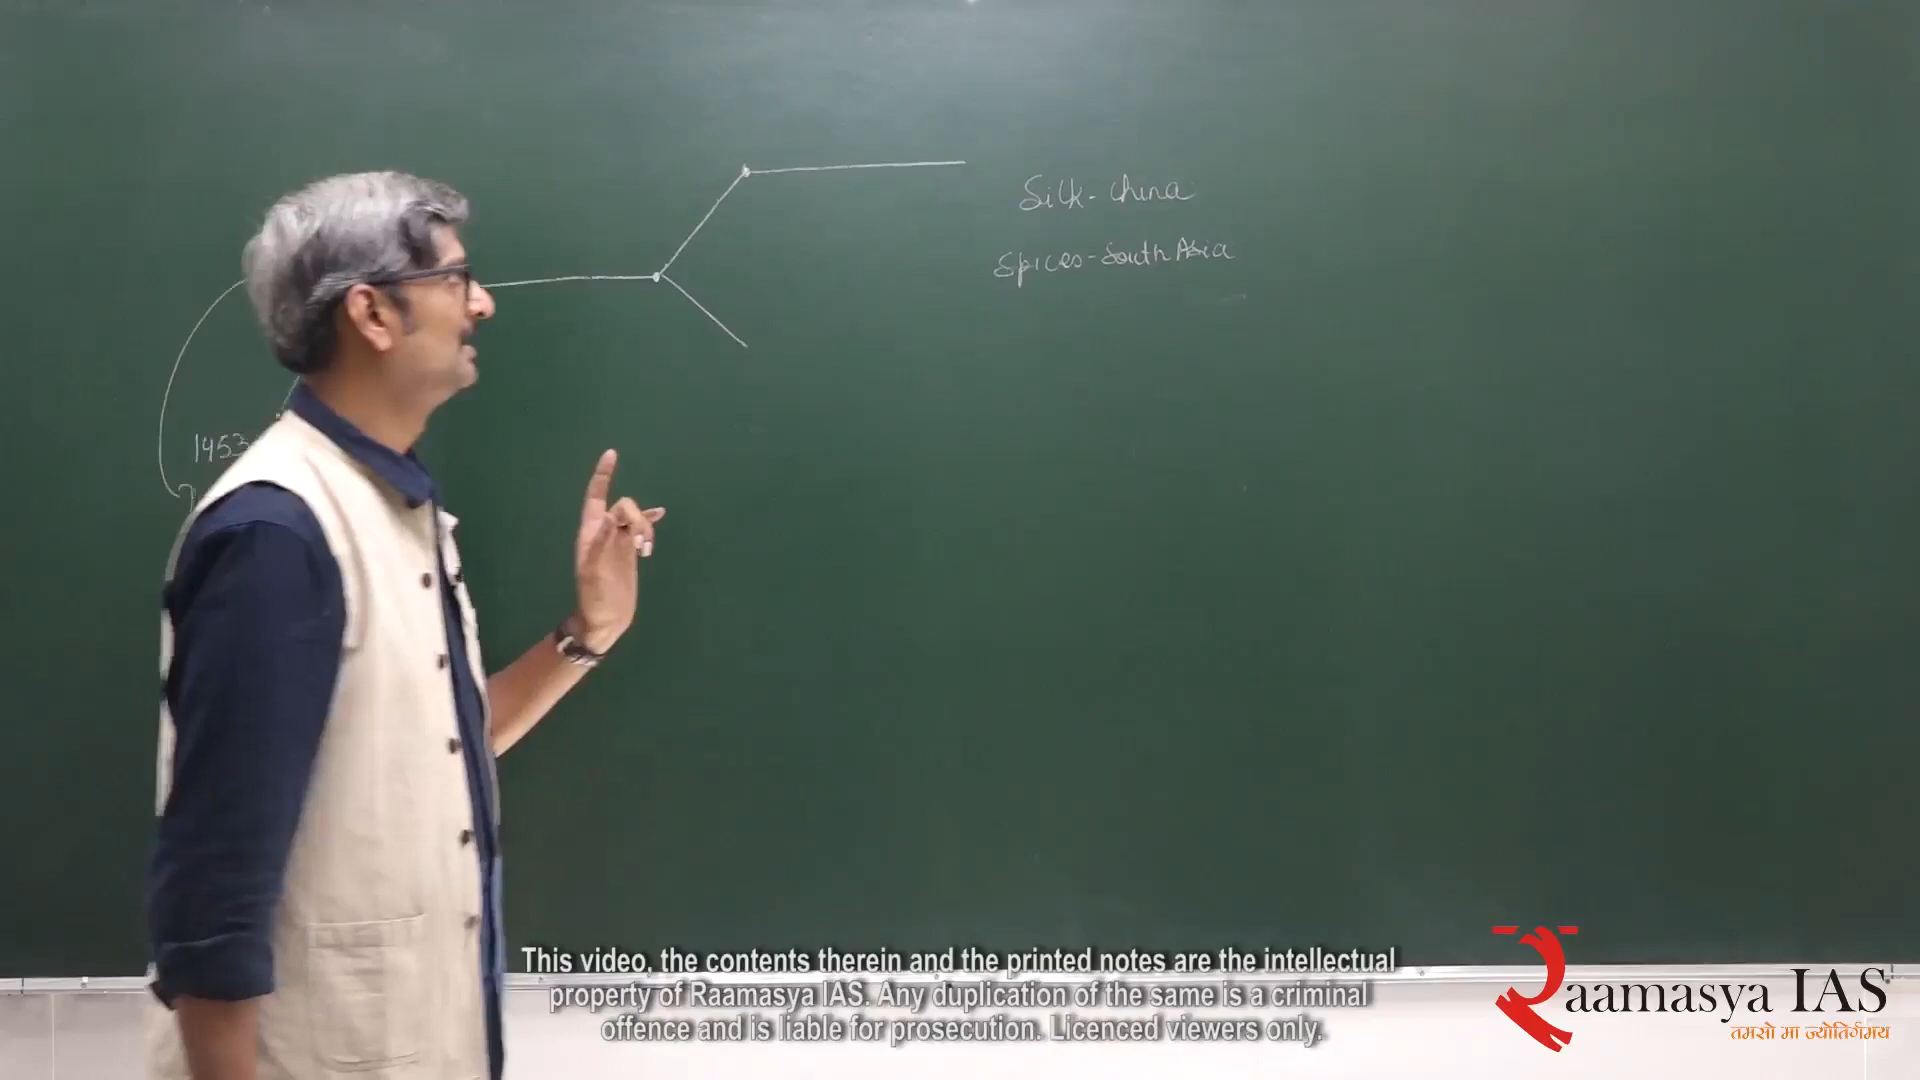 Silk - China
Spices - South Asia
1453
This video, the contents therein and the printed notes are the intellectual
property of Raamasya IAS. Any duplication of the same is a criminal
offence and is liable for prosecution. Licenced viewers only.
Raamasya IAS
तमसो मा ज्योतिर्गमय